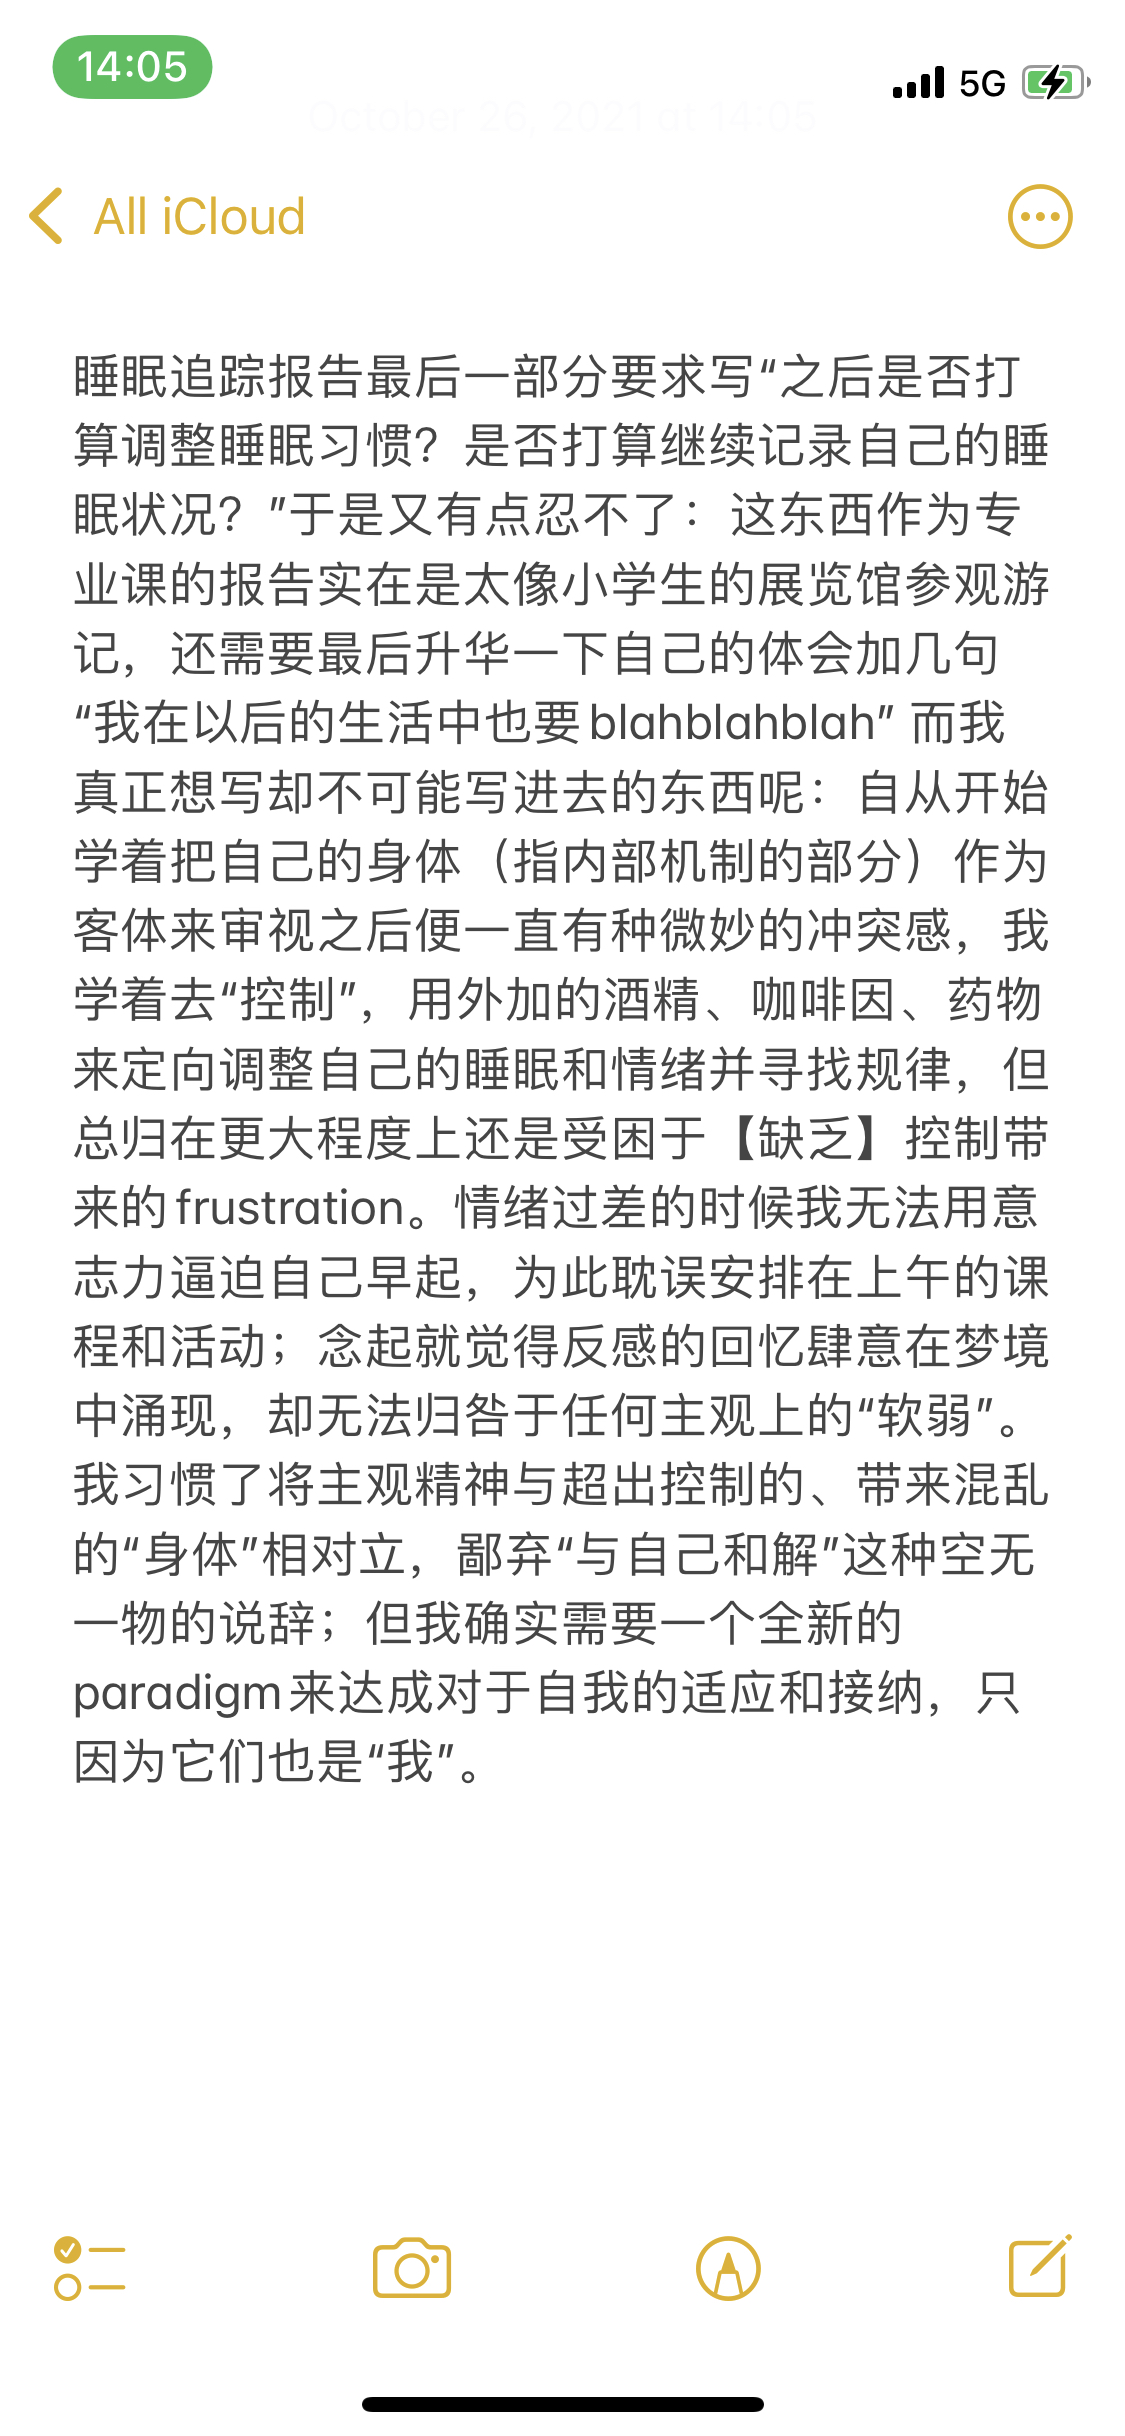 14:05
5G
October 26, 2021 at 14:05
All iCloud
睡眠追踪报告最后一部分要求写“之后是否打
算调整睡眠习惯？是否打算继续记录自己的睡
眠状况？”于是又有点忍不了：这东西作为专
业课的报告实在是太像小学生的展览馆参观游
记，还需要最后升华一下自己的体会加几句
“我在以后的生活中也要blahblahblah” 而我
真正想写却不可能写进去的东西呢：自从开始
学着把自己的身体（指内部机制的部分）作为
客体来审视之后便一直有种微妙的冲突感，我
学着去“控制”，用外加的酒精、咖啡因、药物
来定向调整自己的睡眠和情绪并寻找规律，但
总归在更大程度上还是受困于【缺乏】控制带
来的frustration。情绪过差的时候我无法用意
志力逼迫自己早起，为此耽误安排在上午的课
程和活动；念起就觉得反感的回忆肆意在梦境
中涌现，却无法归咎于任何主观上的“软弱”。
我习惯了将主观精神与超出控制的、带来混乱
的“身体”相对立，鄙弃“与自己和解”这种空无
一物的说辞；但我确实需要一个全新的
paradigm来达成对于自我的适应和接纳，只
因为它们也是“我”。